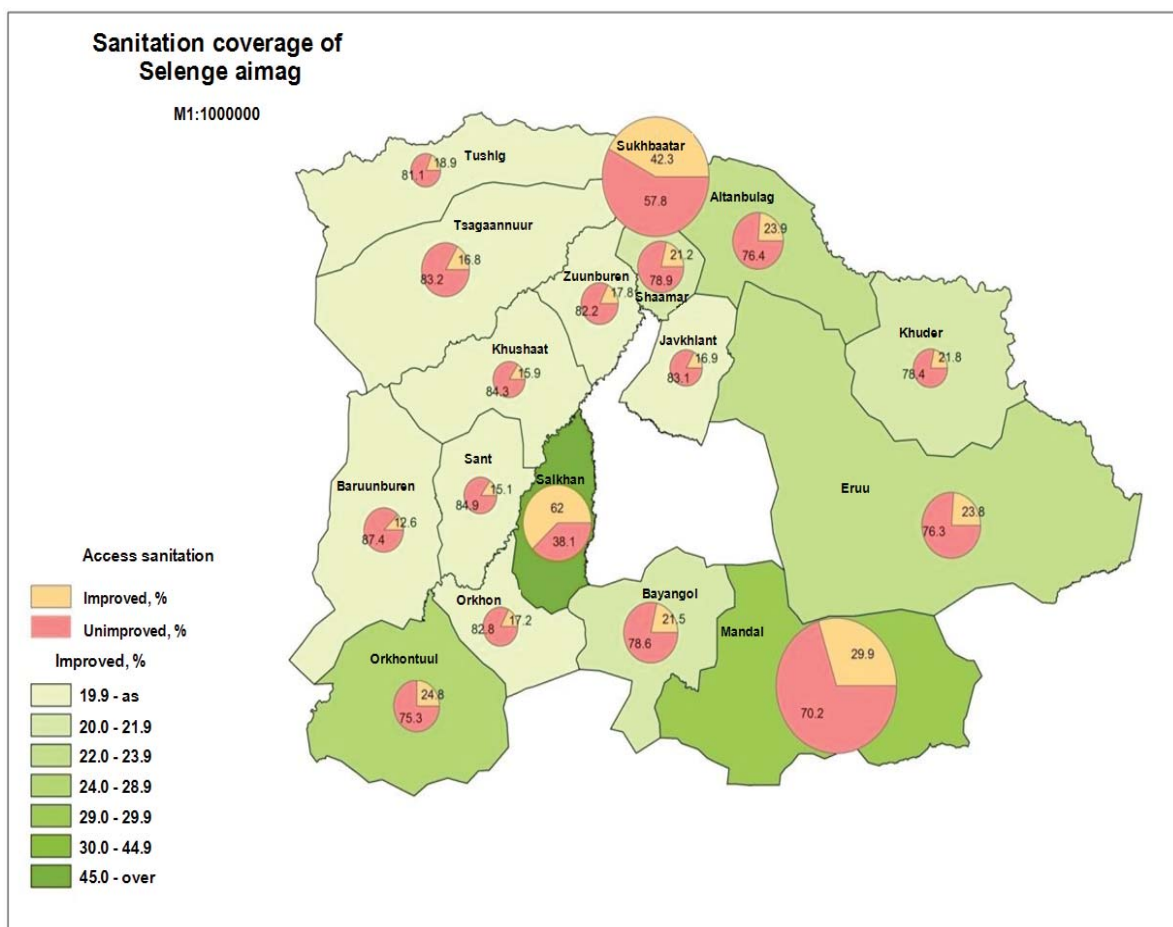 Sanitation coverage of
Selenge aimag
M1:1000000
Tushig
18.9
81.1
Sukhbaatar
42.3
57.8
Altanbulag
23.9
76.4
Tsagaannuur
16.8
83.2
Zuunburen
17.8
82.2
21.2
78.9
Shaamar
Khuder
21.8
78.4
Javkhlant
16.9
83.1
Khushaat
15.9
84.3
Sant
15.1
84.9
Saikhan
62
38.1
Baruunburen
12.6
87.4
Eruu
23.8
76.3
Orkhon
17.2
82.8
Bayangol
21.5
78.6
Mandal
29.9
70.2
Orkhontuul
24.8
75.3
Access sanitation
Improved, %
Unimproved, %
Improved, %
19.9 - as
20.0 - 21.9
22.0 - 23.9
24.0 - 28.9
29.0 - 29.9
30.0 - 44.9
45.0 - over